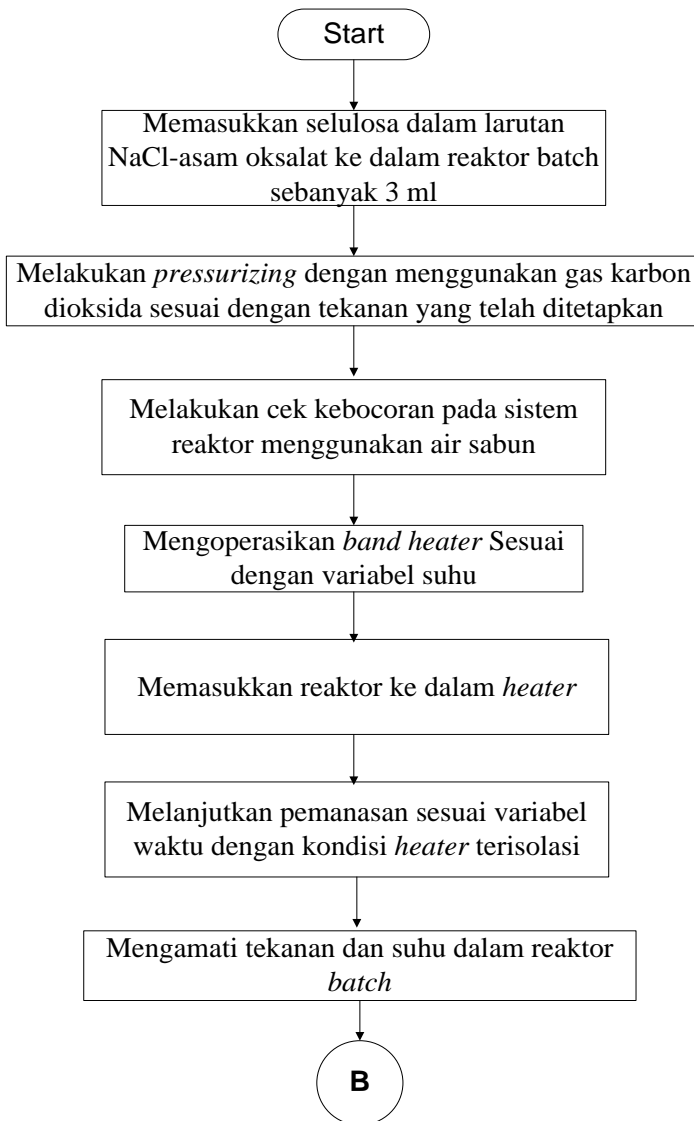 Start
Memasukkan selulosa dalam larutan
NaCl-asam oksalat ke dalam reaktor batch
sebanyak 3 ml
Melakukan pressurizing dengan menggunakan gas karbon
dioksida sesuai dengan tekanan yang telah ditetapkan
Melakukan cek kebocoran pada sistem
reaktor menggunakan air sabun
Mengoperasikan band heater Sesuai
dengan variabel suhu
Memasukkan reaktor ke dalam heater
Melanjutkan pemanasan sesuai variabel
waktu dengan kondisi heater terisolasi
Mengamati tekanan dan suhu dalam reaktor
batch
B